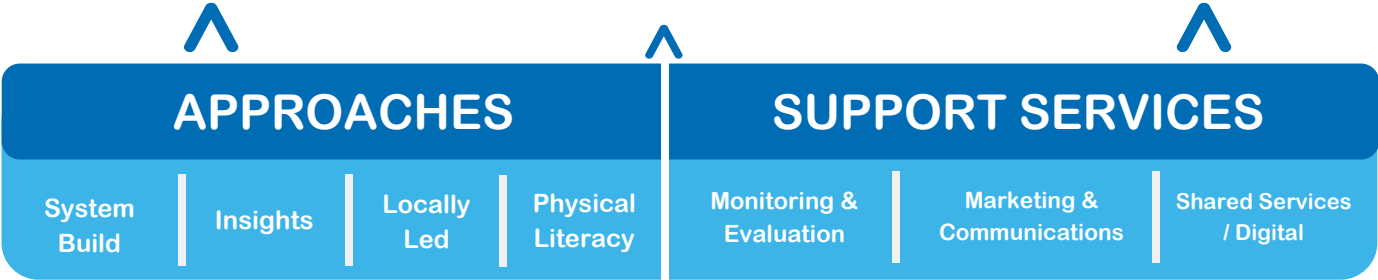 APPROACHES
System
Build
Insights
Locally
Led
Physical
Literacy
SUPPORT SERVICES
Monitoring &
Evaluation
Marketing &
Communications
Shared Services
/ Digital